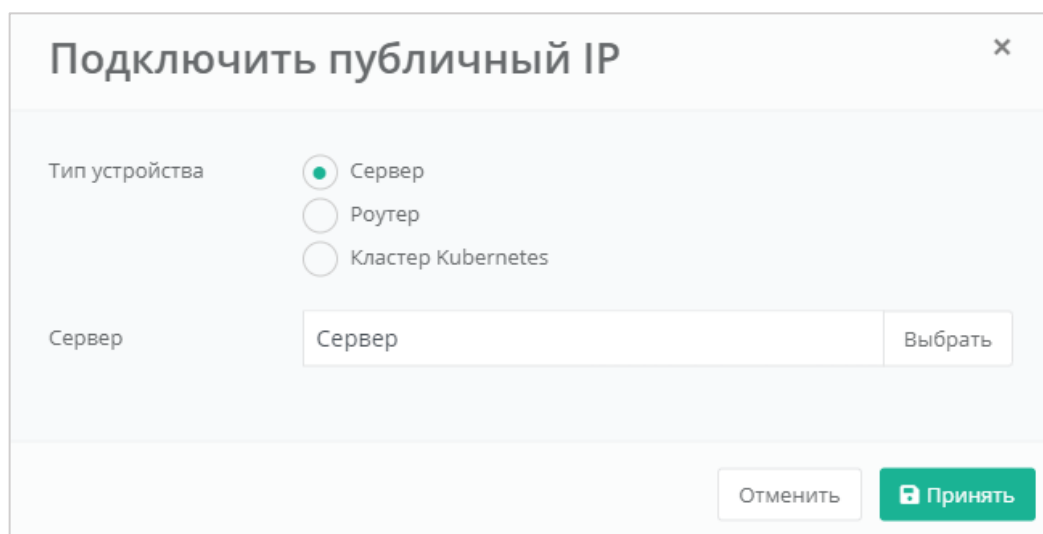 Подключить публичный IP ×
Тип устройства
Сервер
Роутер
Кластер Kubernetes
Сервер Сервер Выбрать
Отменить Принять